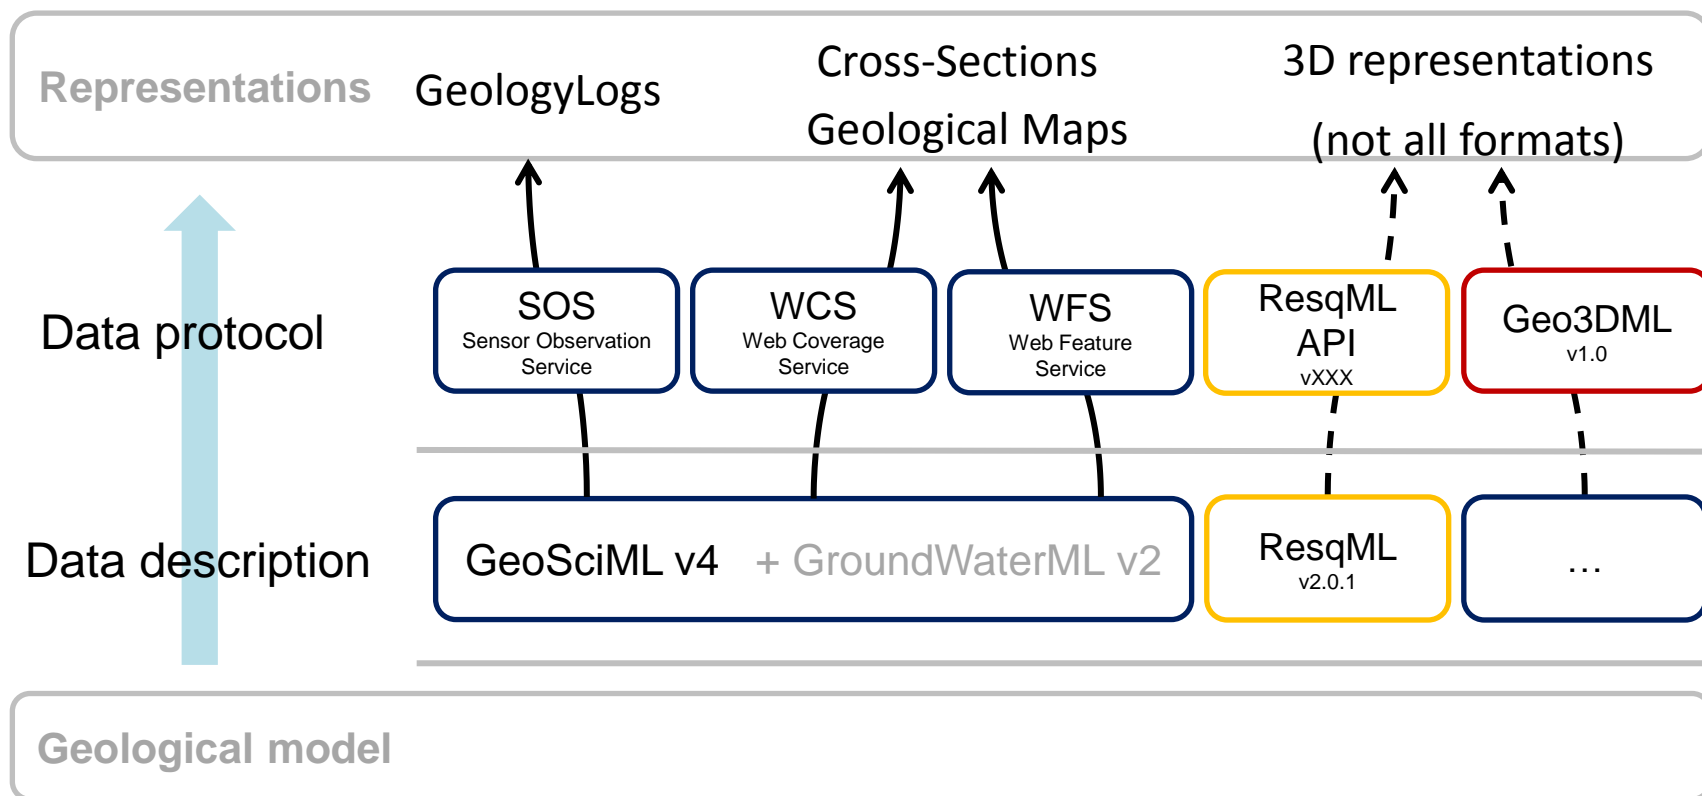 Representations
GeologyLogs
Cross-Sections
Geological Maps
3D representations
(not all formats)
Data protocol
SOS
Sensor Observation
Service
WCS
Web Coverage
Service
WFS
Web Feature
Service
ResqML
API
vXXX
Geo3DML
v1.0
Data description
GeoSciML v4 + GroundWaterML v2
ResqML
v2.0.1
...
Geological model